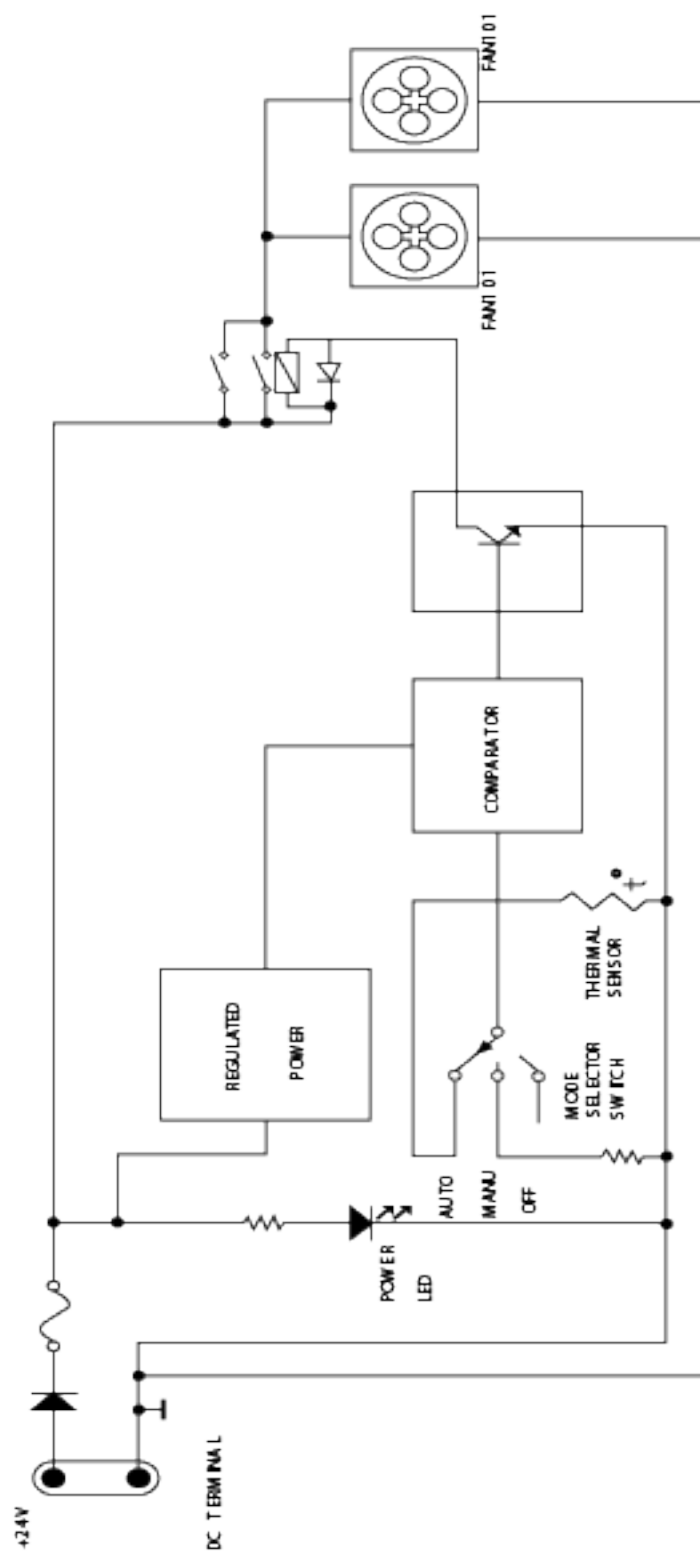 +24V
DC TERMINAL
POWER
LED
AUTO
MANU
OFF
MODE
SELECTOR
SWITCH
REGULATED
POWER
THERMAL
SENSOR
t°
COMPARATOR
FAN101
FAN101